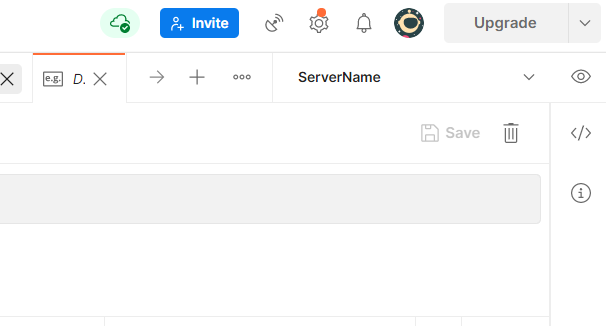 Invite
Upgrade
e.g. D.
ServerName
Save